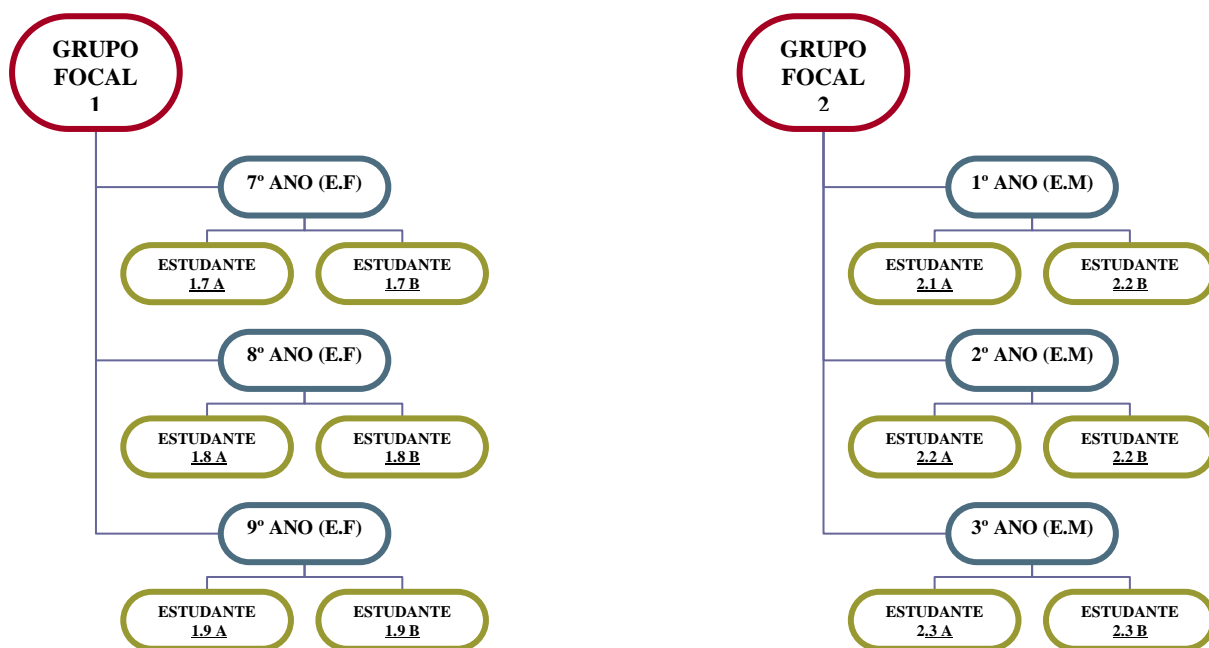 GRUPO
FOCAL
1
7º ANO (E.F)
ESTUDANTE
1.7 A
ESTUDANTE
1.7 B
8º ANO (E.F)
ESTUDANTE
1.8 A
ESTUDANTE
1.8 B
9º ANO (E.F)
ESTUDANTE
1.9 A
ESTUDANTE
1.9 B
GRUPO
FOCAL
2
1º ANO (E.M)
ESTUDANTE
2.1 A
ESTUDANTE
2.2 B
2º ANO (E.M)
ESTUDANTE
2.2 A
ESTUDANTE
2.2 B
3º ANO (E.M)
ESTUDANTE
2.3 A
ESTUDANTE
2.3 B